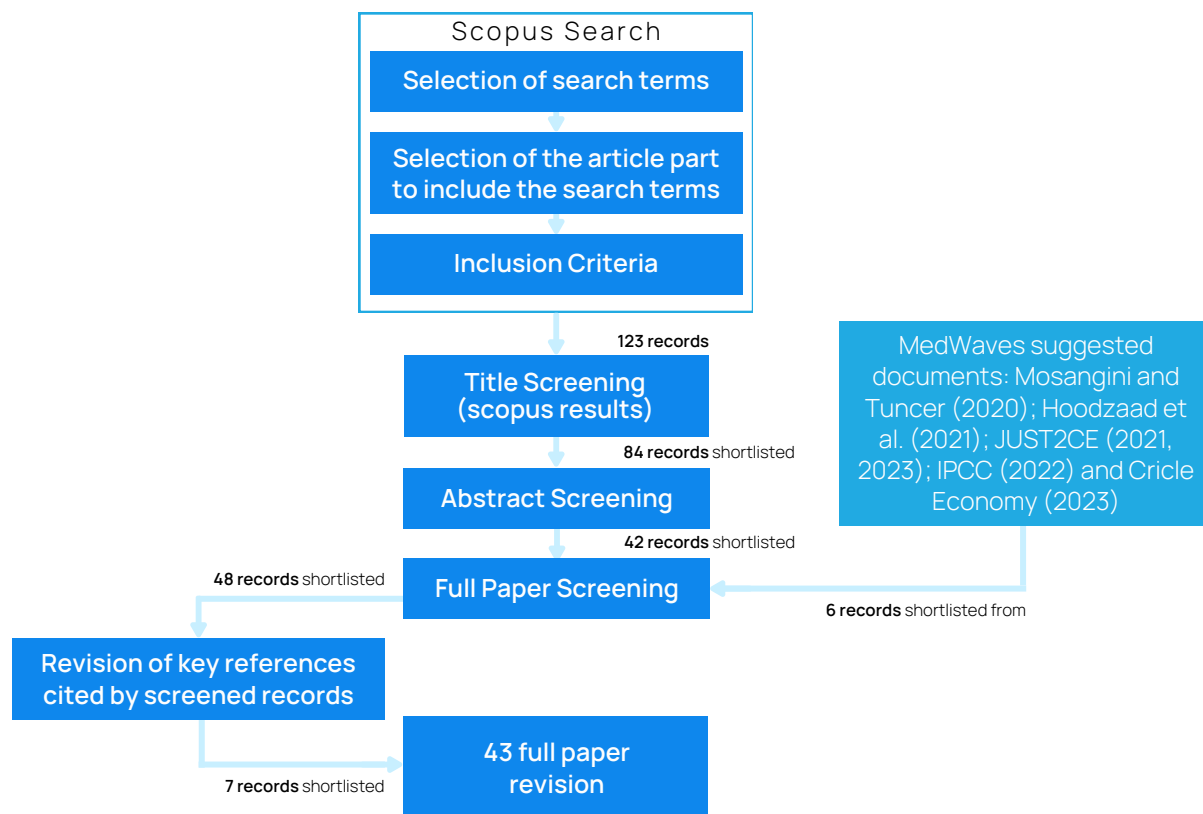 Scopus Search
Selection of search terms
Selection of the article part
to include the search terms
Inclusion Criteria
123 records
Title Screening
(scopus results)
84 records shortlisted
Abstract Screening
42 records shortlisted
MedWaves suggested
documents: Mosangini and
Tuncer (2020); Hoodzaad et
al. (2021); JUST2CE (2021,
2023); IPCC (2022) and Cricle
Economy (2023)
6 records shortlisted from
Full Paper Screening
48 records shortlisted
Revision of key references
cited by screened records
7 records shortlisted
43 full paper
revision